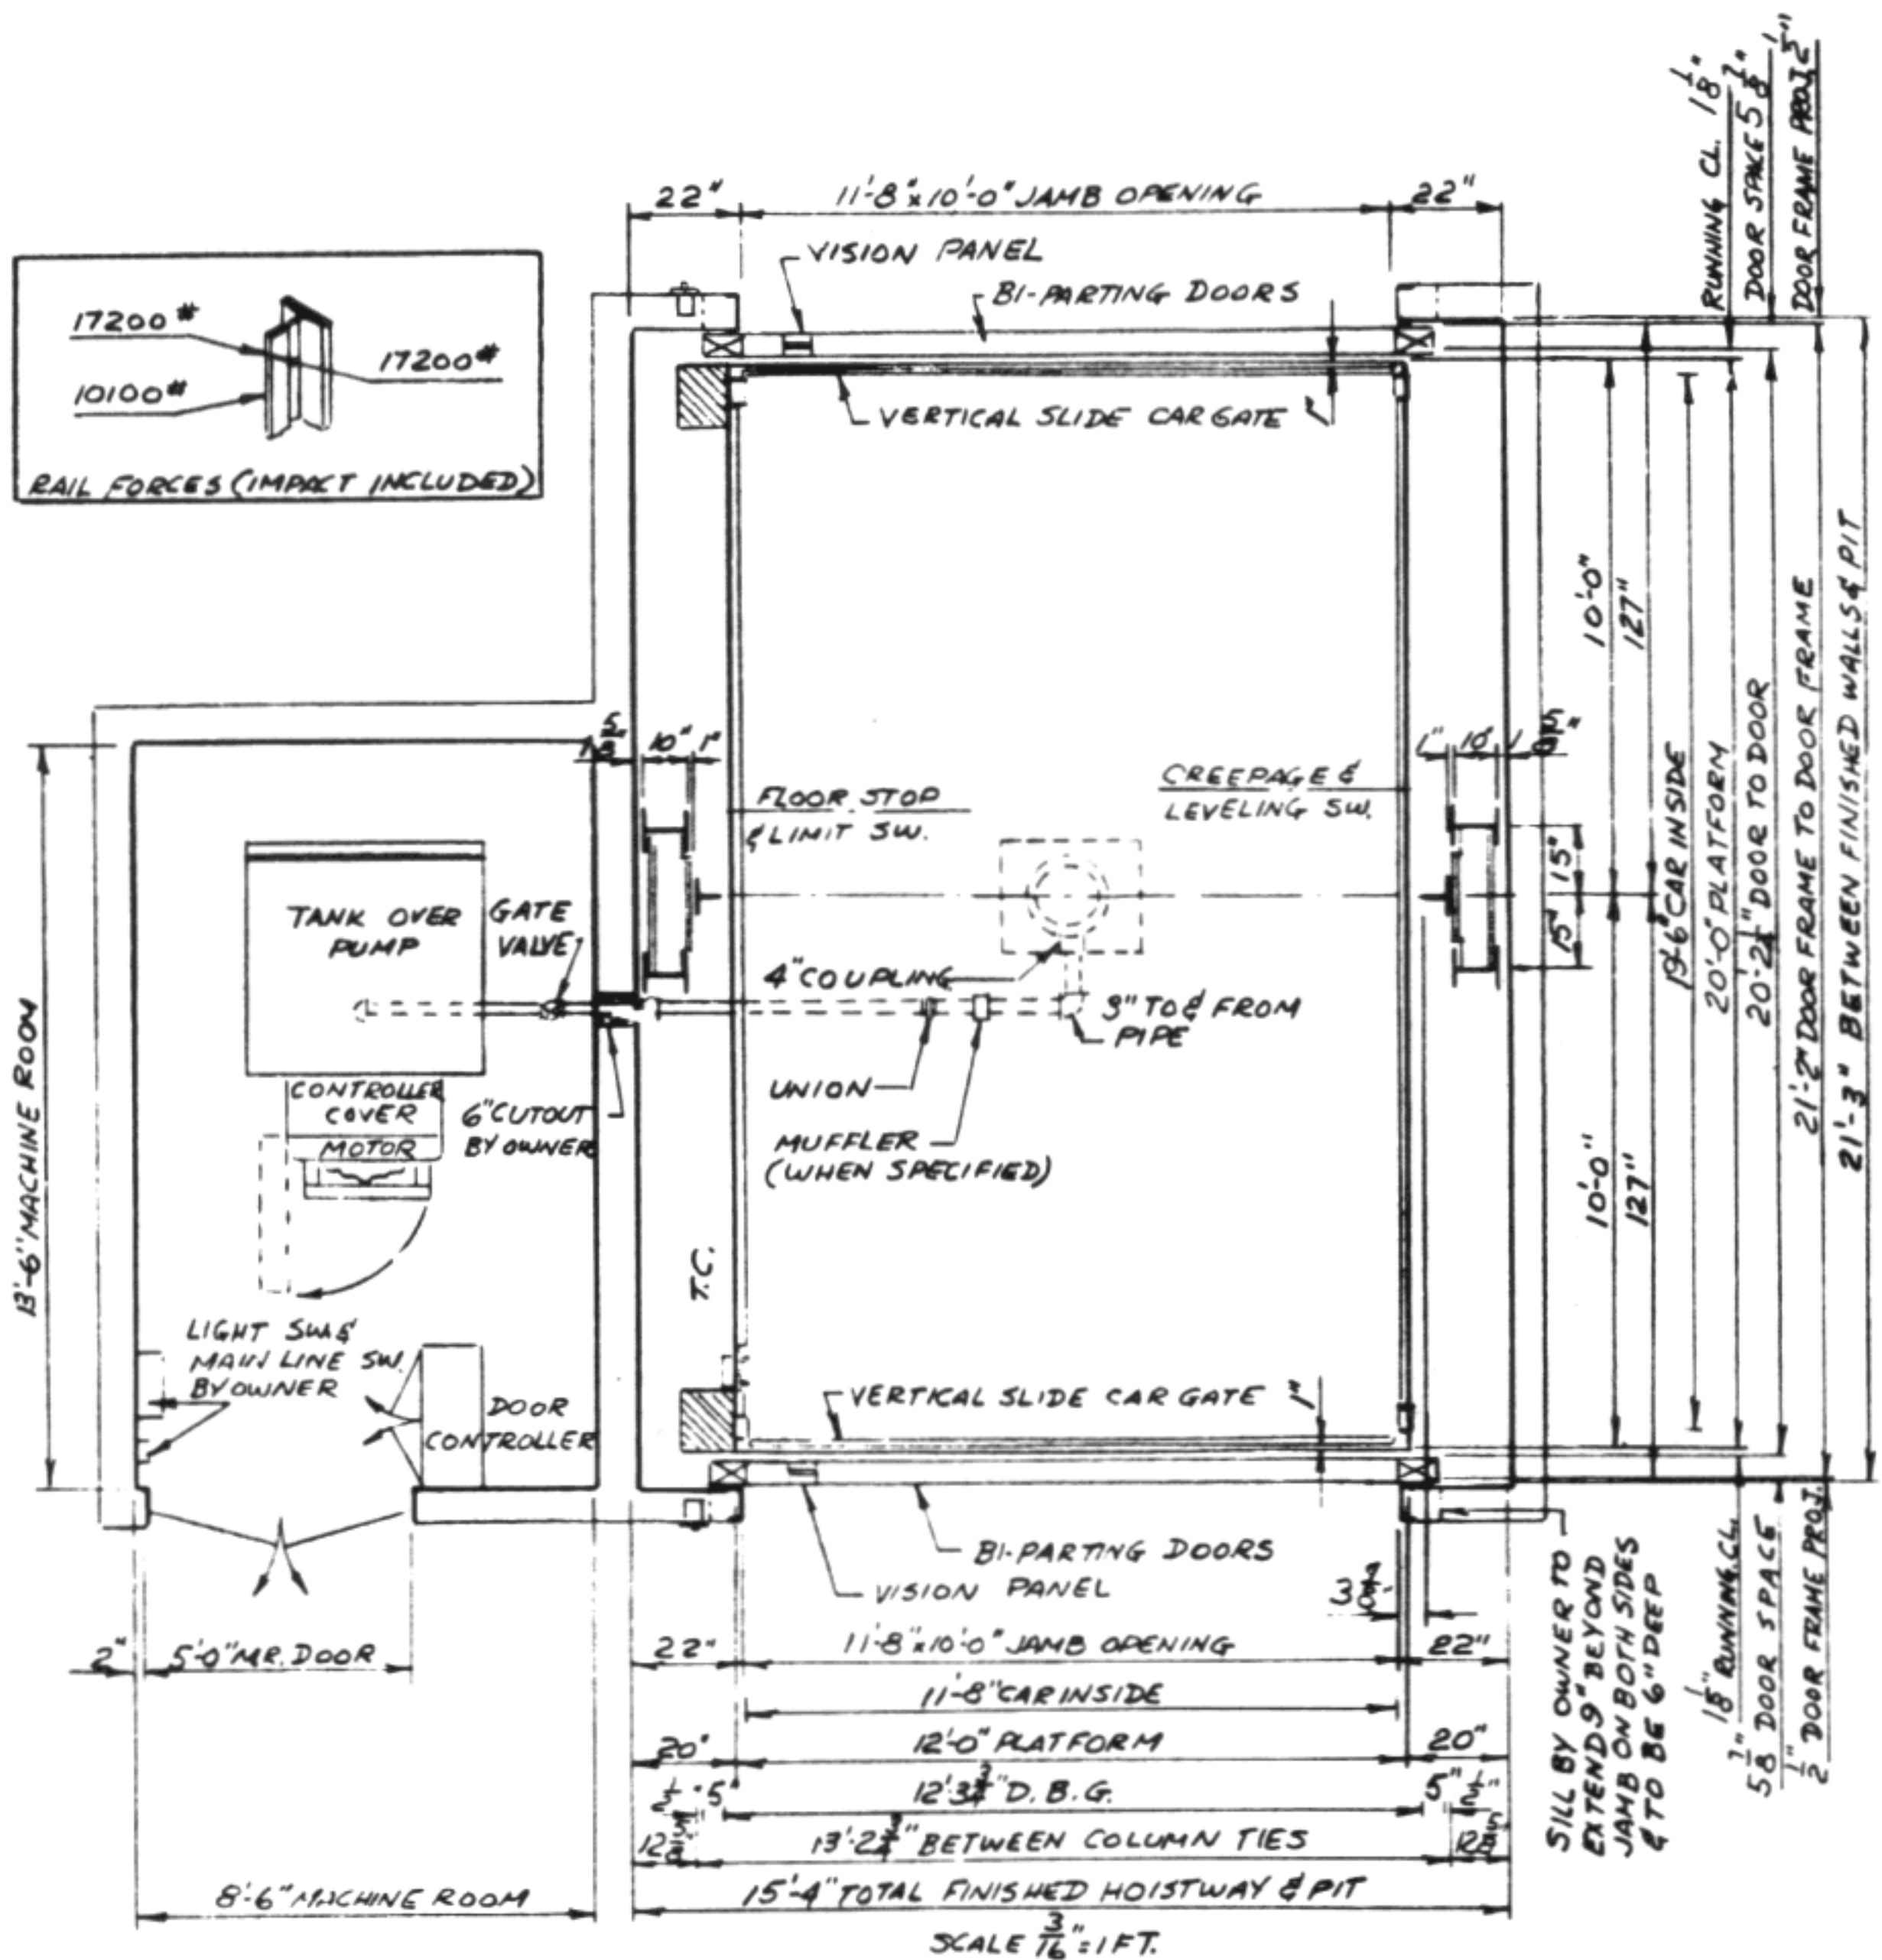 RUNNING CL. 1 1/8"
DOOR SPACE 5 7/8"
DOOR FRAME PROJ. 1/2"
22"
11'-8" x 10'-0" JAMB OPENING
22"
VISION PANEL
BI-PARTING DOORS
17200#
17200#
10100#
RAIL FORCES (IMPACT INCLUDED)
VERTICAL SLIDE CAR GATE
1"
10'-0"
127"
10"
1"
1"
10"
FLOOR STOP
& LIMIT SW.
CREEPAGE &
LEVELING SW.
15"
15"
19'-6" CAR INSIDE
20'-0" PLATFORM
DOOR TO DOOR
21'-2" DOOR FRAME TO DOOR FRAME
21'-3" BETWEEN FINISHED WALLS & PIT
TANK OVER
PUMP
GATE
VALVE
4" COUPLING
3" TO & FROM
PIPE
UNION
MUFFLER
(WHEN SPECIFIED)
CONTROLLER
COVER
MOTOR
6" CUTOUT
BY OWNER
13'-6" MACHINE ROOM
10'-0"
127"
T.C.
LIGHT SW. &
MAIN LINE SW.
BY OWNER
DOOR
CONTROLLER
VERTICAL SLIDE CAR GATE
1"
BI-PARTING DOORS
VISION PANEL
2"
5'-0" M.R. DOOR
22"
11'-8" x 10'-0" JAMB OPENING
22"
11'-8" CAR INSIDE
20"
12'-0" PLATFORM
20"
1/2"
5"
12'-3 3/4" D.B.G.
5"
1/2"
12 5/8"
13'-2 3/4" BETWEEN COLUMN TIES
12 5/8"
8'-6" MACHINE ROOM
15'-4" TOTAL FINISHED HOISTWAY & PIT
SCALE 3/16" = 1 FT.
SILL BY OWNER TO
EXTEND 9" BEYOND
JAMB ON BOTH SIDES
& TO BE 6" DEEP
1 1/8" RUNNING CL.
5 7/8" DOOR SPACE
1/2" DOOR FRAME PROJ.